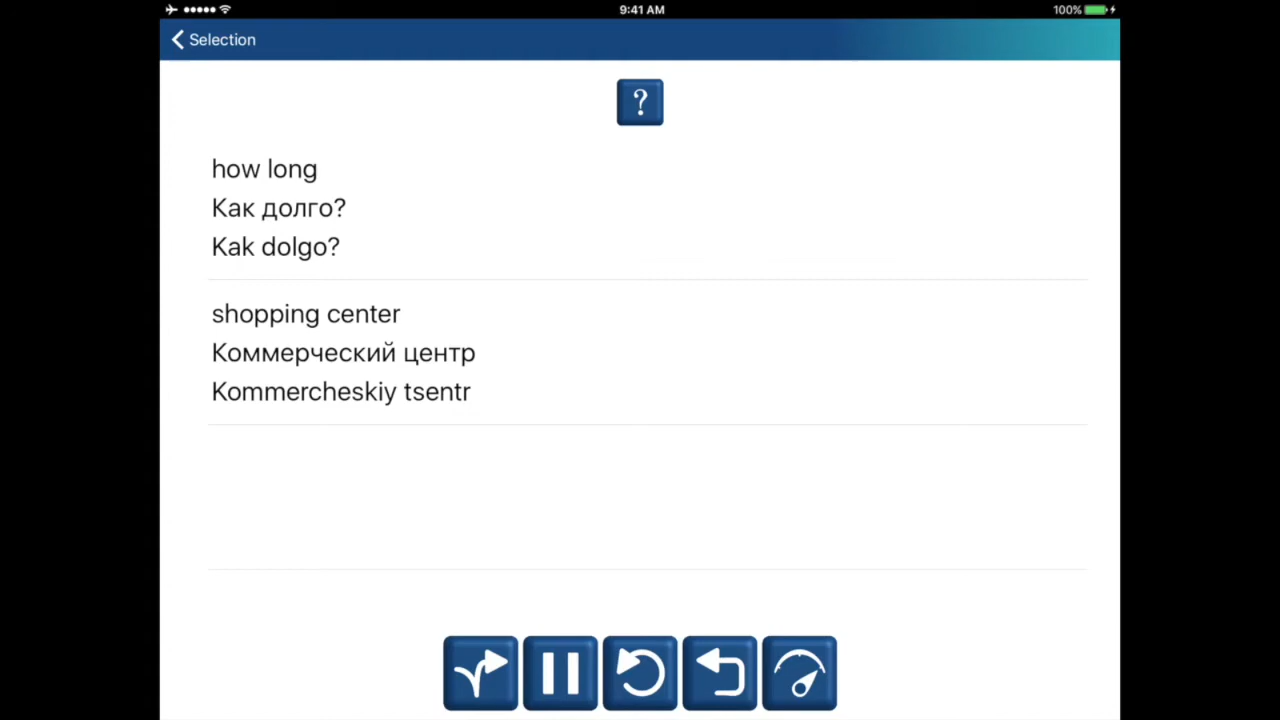 9:41 AM
100%
Selection
?
how long
Как долго?
Kak dolgo?
shopping center
Коммерческий центр
Kommercheskiy tsentr